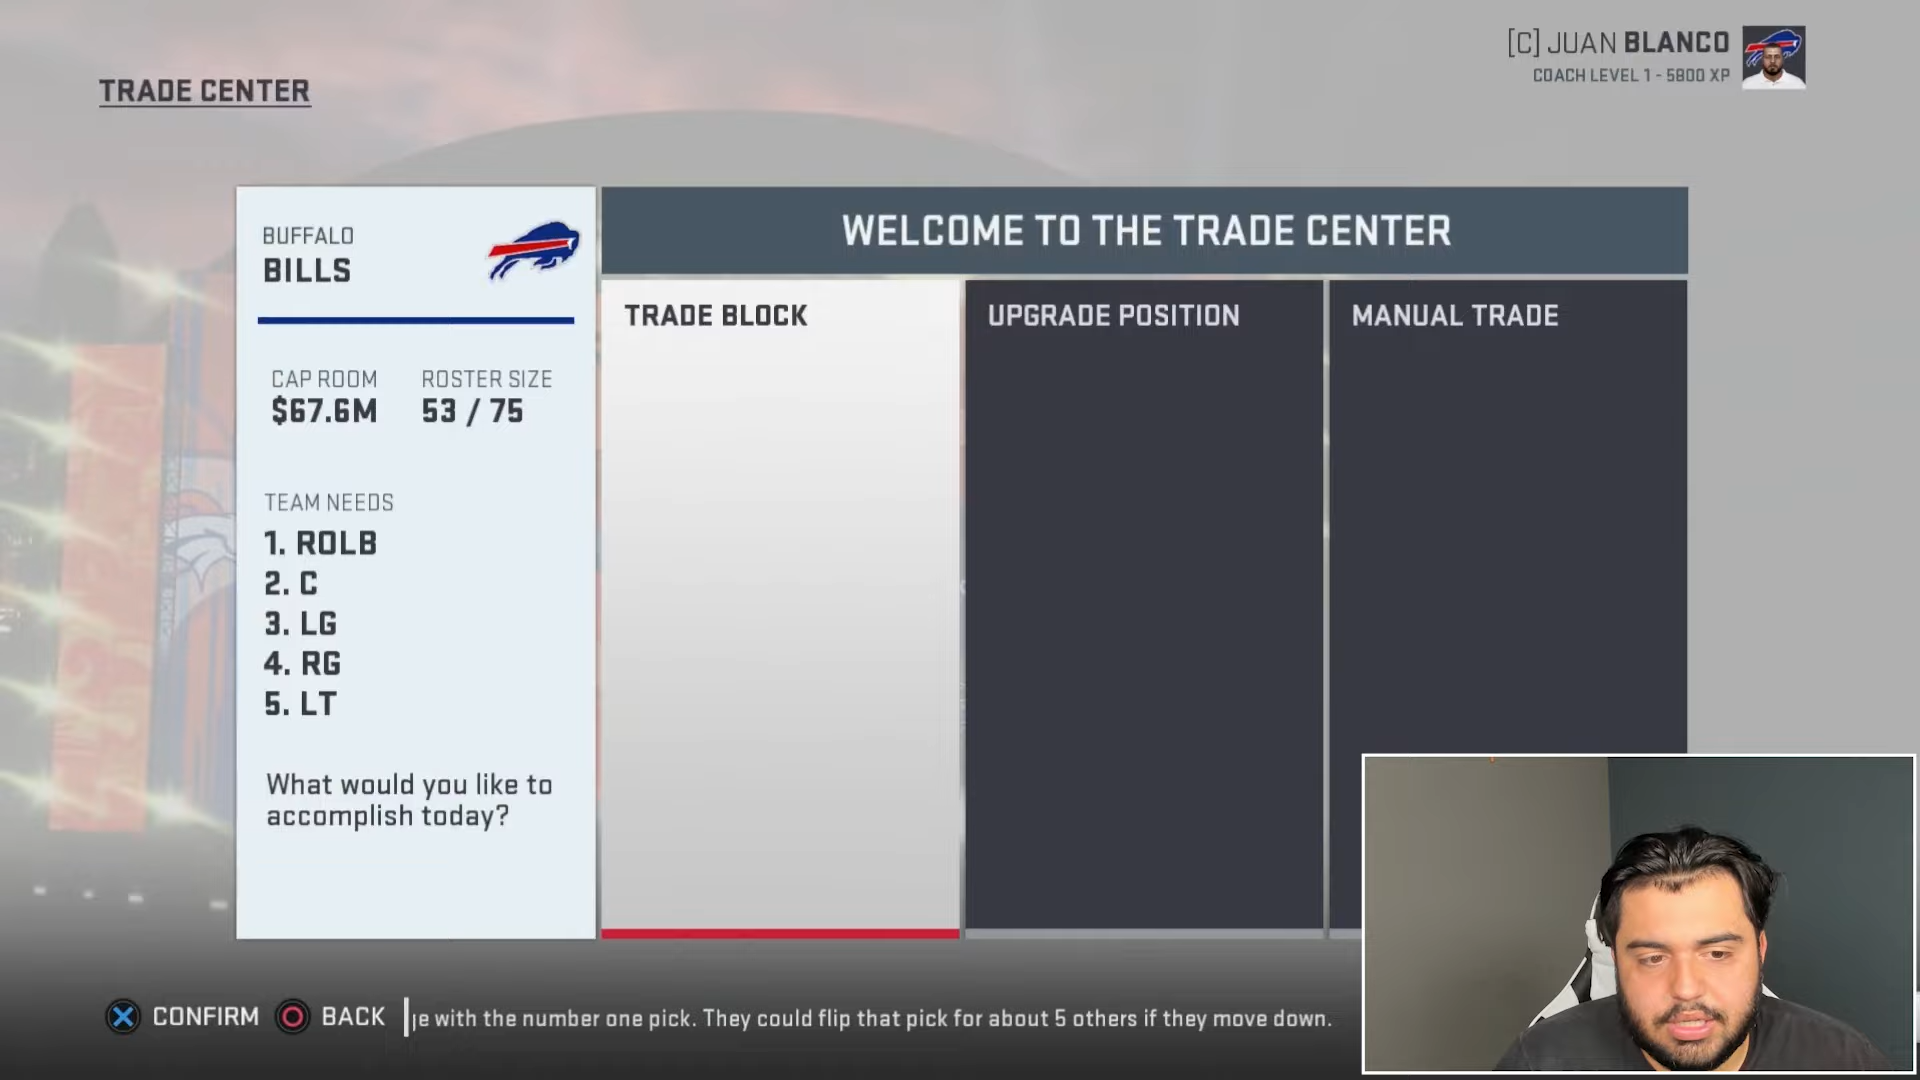 [C] JUAN BLANCO
COACH LEVEL 1 - 5800 XP
TRADE CENTER
BUFFALO
BILLS
CAP ROOM
$67.6M
ROSTER SIZE
53 / 75
TEAM NEEDS
1. ROLB
2. C
3. LG
4. RG
5. LT
What would you like to
accomplish today?
WELCOME TO THE TRADE CENTER
TRADE BLOCK
UPGRADE POSITION
MANUAL TRADE
CONFIRM
BACK
with the number one pick. They could flip that pick for about 5 others if they move down.